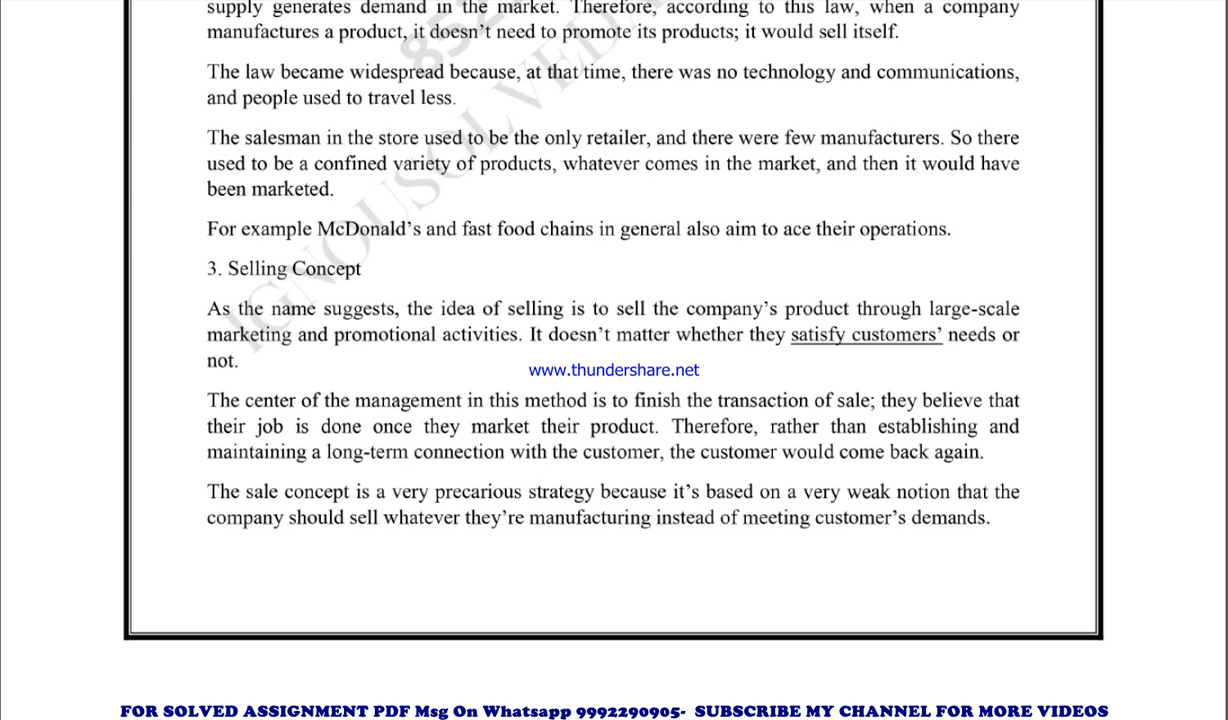 supply generates demand in the market. Therefore, according to this law, when a company
manufactures a product, it doesn't need to promote its products; it would sell itself.
The law became widespread because, at that time, there was no technology and communications,
and people used to travel less.
The salesman in the store used to be the only retailer, and there were few manufacturers. So there
used to be a confined variety of products, whatever comes in the market, and then it would have
been marketed.
For example McDonald's and fast food chains in general also aim to ace their operations.
3. Selling Concept
As the name suggests, the idea of selling is to sell the company's product through large-scale
marketing and promotional activities. It doesn't matter whether they satisfy customers' needs or
not.
www.thundershare.net
The center of the management in this method is to finish the transaction of sale; they believe that
their job is done once they market their product. Therefore, rather than establishing and
maintaining a long-term connection with the customer, the customer would come back again.
The sale concept is a very precarious strategy because it's based on a very weak notion that the
company should sell whatever they're manufacturing instead of meeting customer's demands.
FOR SOLVED ASSIGNMENT PDF Msg On Whatsapp 9992290905- SUBSCRIBE MY CHANNEL FOR MORE VIDEOS